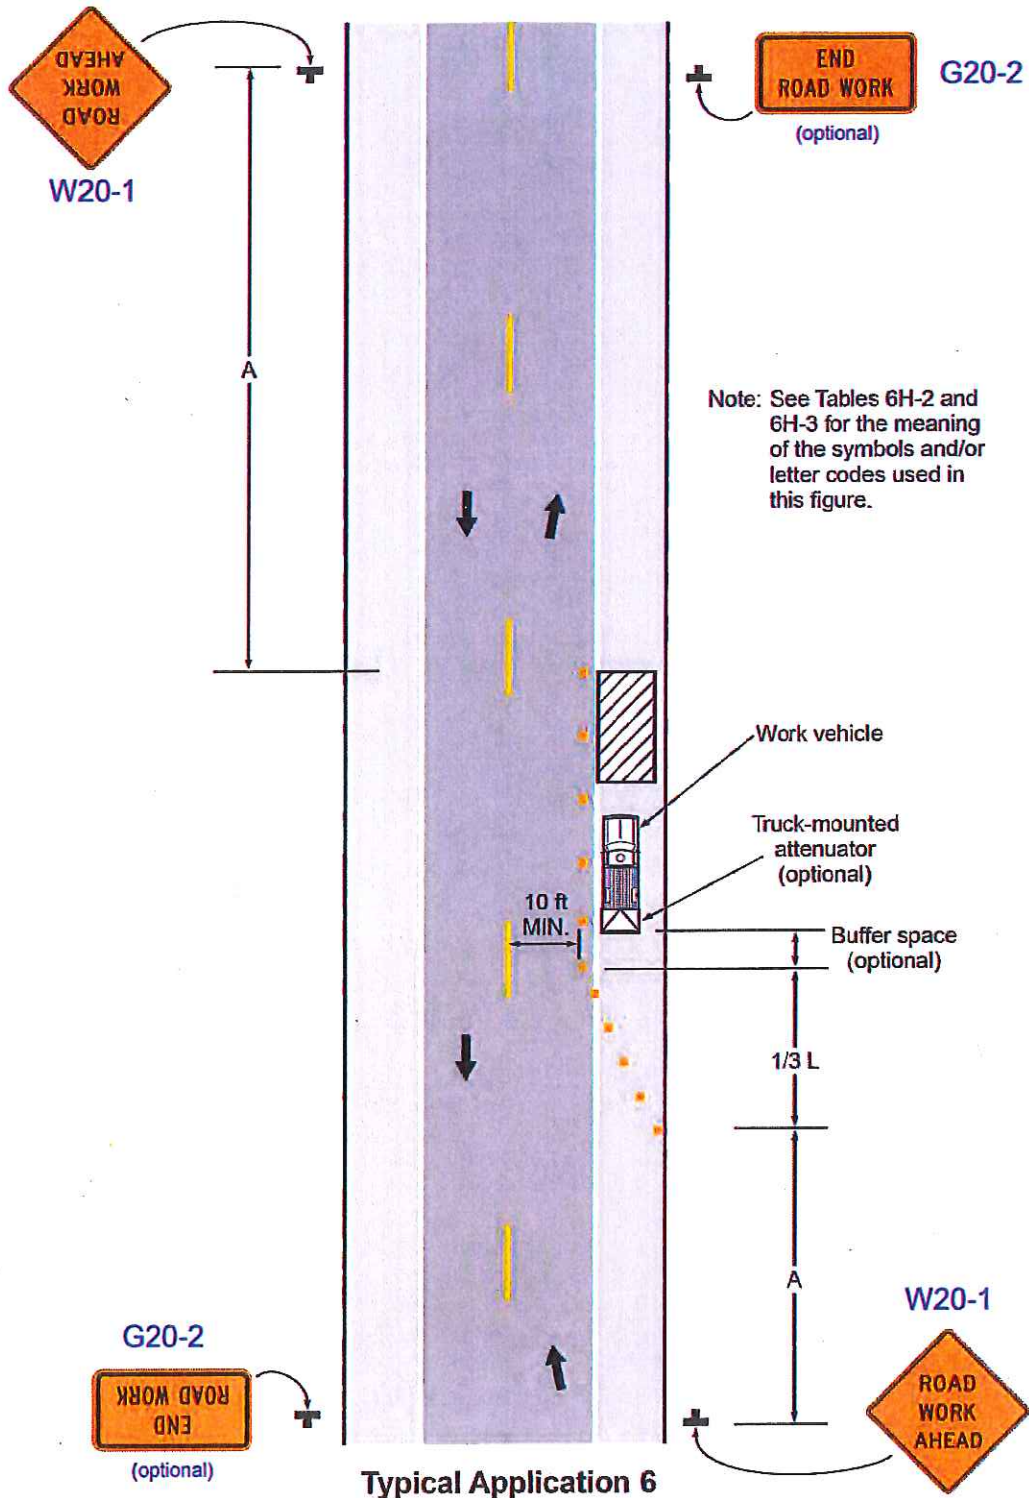 ROAD
WORK
AHEAD
W20-1
END
ROAD WORK
G20-2
(optional)
A
Note: See Tables 6H-2 and
6H-3 for the meaning
of the symbols and/or
letter codes used in
this figure.
Work vehicle
Truck-mounted
attenuator
(optional)
10 ft
MIN.
Buffer space
(optional)
1/3 L
A
W20-1
ROAD
WORK
AHEAD
G20-2
END
ROAD WORK
(optional)
Typical Application 6